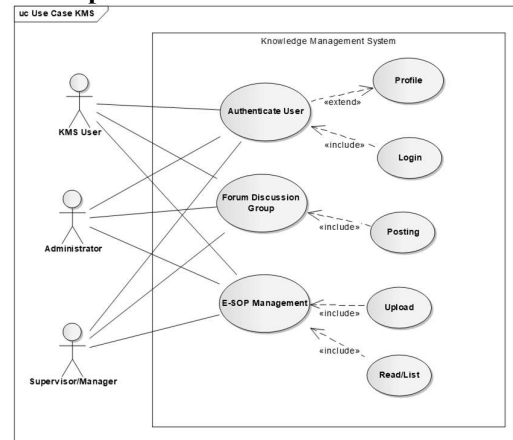 uc Use Case KMS
Knowledge Management System
Profile
«extend»
Authenticate User
KMS User
«include»
Login
Forum Discussion
Group
«include»
Posting
Administrator
E-SOP Management
Upload
«include»
«include»
Read/List
Supervisor/Manager